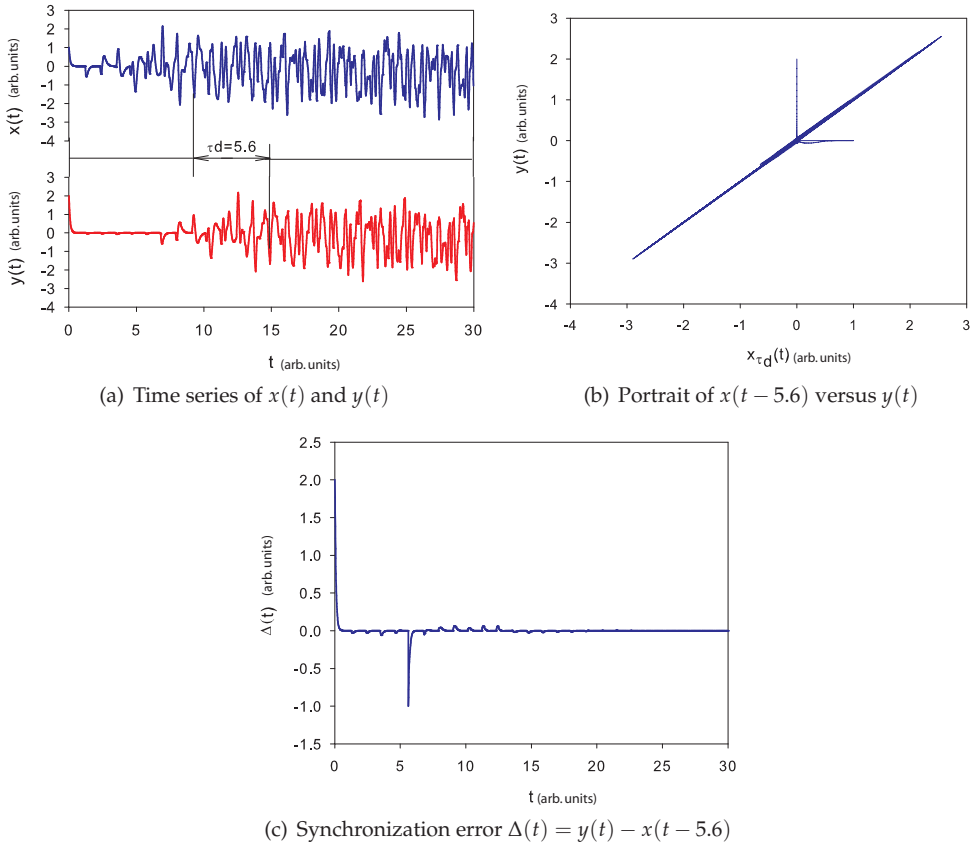 x(t) (arb.units)
3
2
1
0
-1
-2
-3
-4
τd=5.6
y(t) (arb.units)
3
2
1
0
-1
-2
-3
-4
0 5 10 15 20 25 30
t (arb.units)
(a) Time series of x(t) and y(t)
y(t) (arb.units)
3
2
1
0
-1
-2
-3
-4
-4 -3 -2 -1 0 1 2 3
xτd(t) (arb.units)
(b) Portrait of x(t − 5.6) versus y(t)
Δ(t) (arb.units)
2.5
2.0
1.5
1.0
0.5
0.0
-0.5
-1.0
-1.5
0 5 10 15 20 25 30
t (arb.units)
(c) Synchronization error Δ(t) = y(t) − x(t − 5.6)